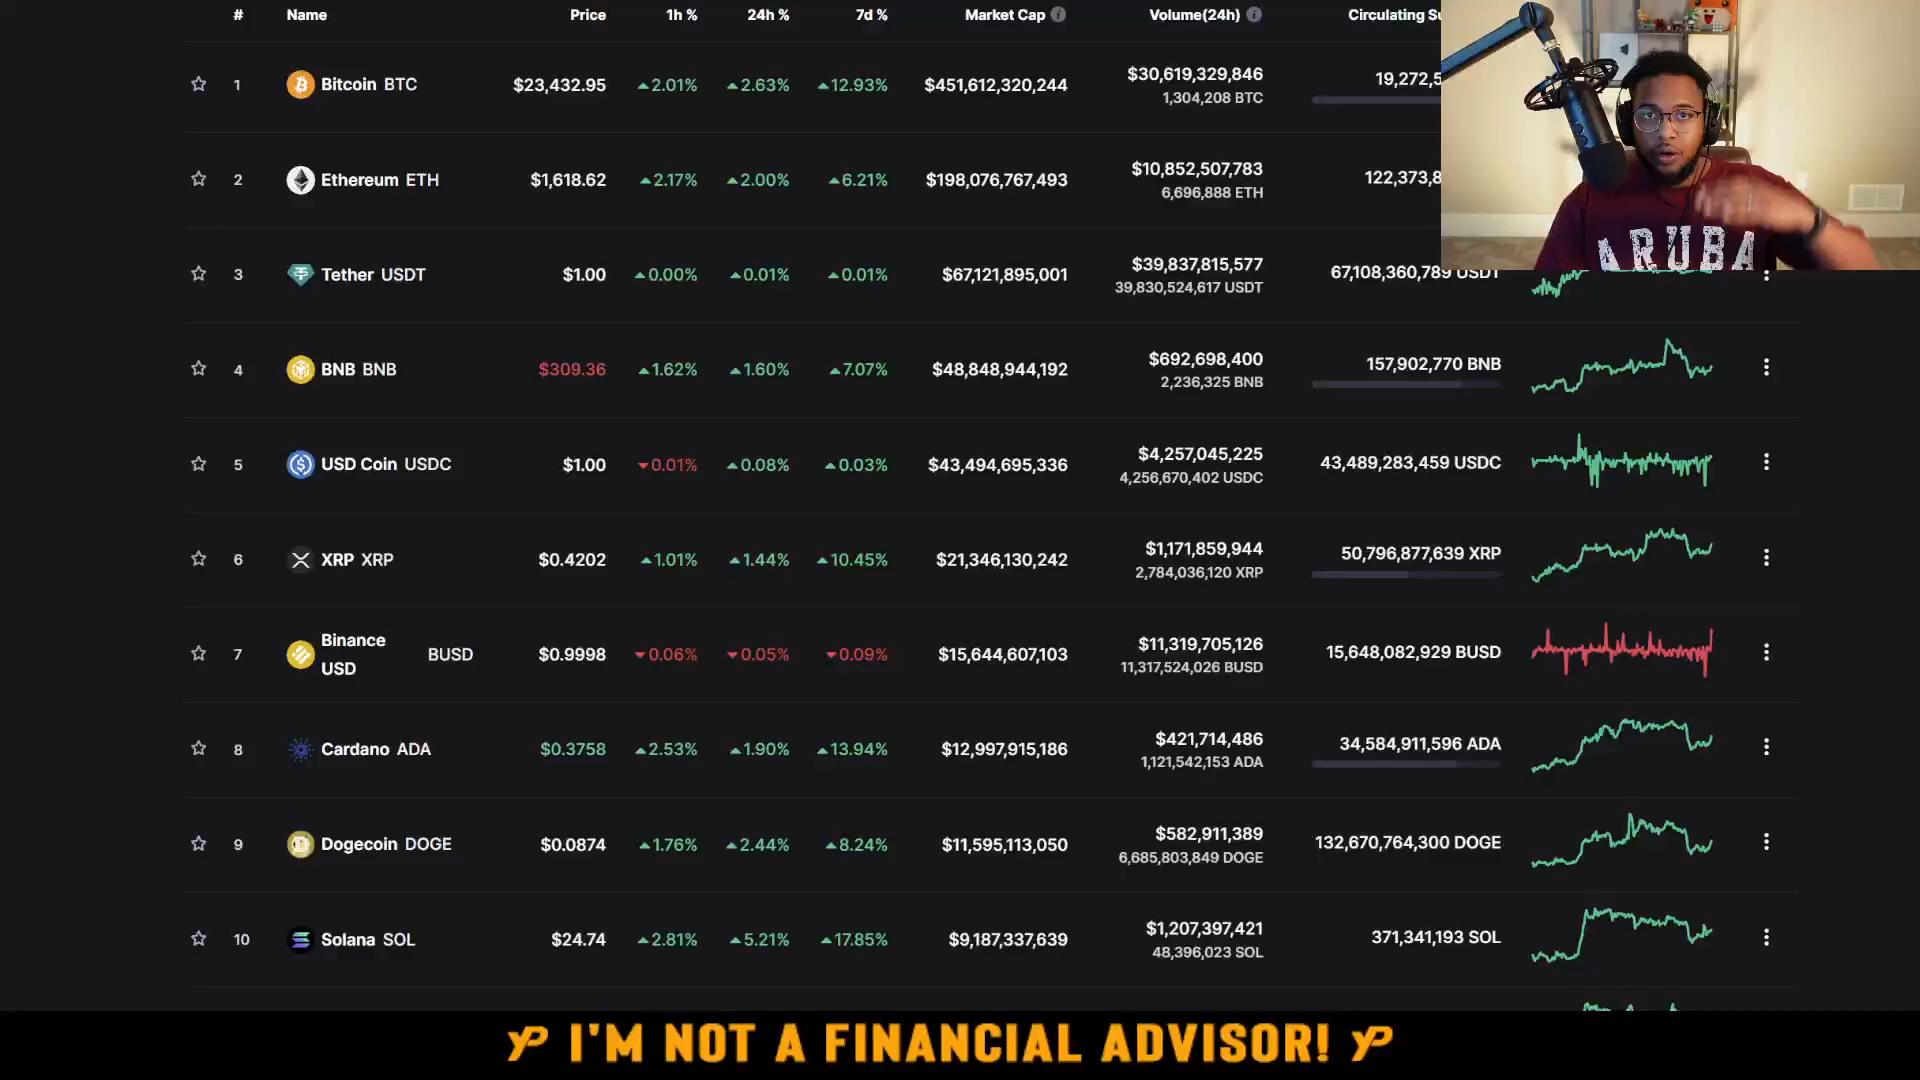 # Name Price 1h % 24h % 7d % Market Cap Volume(24h) Circulating
1 Bitcoin BTC $23,432.95 2.01% 2.63% 12.93% $451,612,320,244 $30,619,329,846 19,272,5
1,304,208 BTC
2 Ethereum ETH $1,618.62 2.17% 2.00% 6.21% $198,076,767,493 $10,852,507,783 122,373,8
6,696,888 ETH
3 Tether USDT $1.00 0.00% 0.01% 0.01% $67,121,895,001 $39,837,815,577 67,108,360,789 USDT
39,830,524,617 USDT
4 BNB BNB $309.36 1.62% 1.60% 7.07% $48,848,944,192 $692,698,400 157,902,770 BNB
2,236,325 BNB
5 USD Coin USDC $1.00 0.01% 0.08% 0.03% $43,494,695,336 $4,257,045,225 43,489,283,459 USDC
4,256,670,402 USDC
6 XRP XRP $0.4202 1.01% 1.44% 10.45% $21,346,130,242 $1,171,859,944 50,796,877,639 XRP
2,784,036,120 XRP
7 Binance USD BUSD $0.9998 0.06% 0.05% 0.09% $15,644,607,103 $11,319,705,126 15,648,082,929 BUSD
11,317,524,026 BUSD
8 Cardano ADA $0.3758 2.53% 1.90% 13.94% $12,997,915,186 $421,714,486 34,584,911,596 ADA
1,121,542,153 ADA
9 Dogecoin DOGE $0.0874 1.76% 2.44% 8.24% $11,595,113,050 $582,911,389 132,670,764,300 DOGE
6,685,803,849 DOGE
10 Solana SOL $24.74 2.81% 5.21% 17.85% $9,187,337,639 $1,207,397,421 371,341,193 SOL
48,396,023 SOL
ARUBA
YP I'M NOT A FINANCIAL ADVISOR! YP